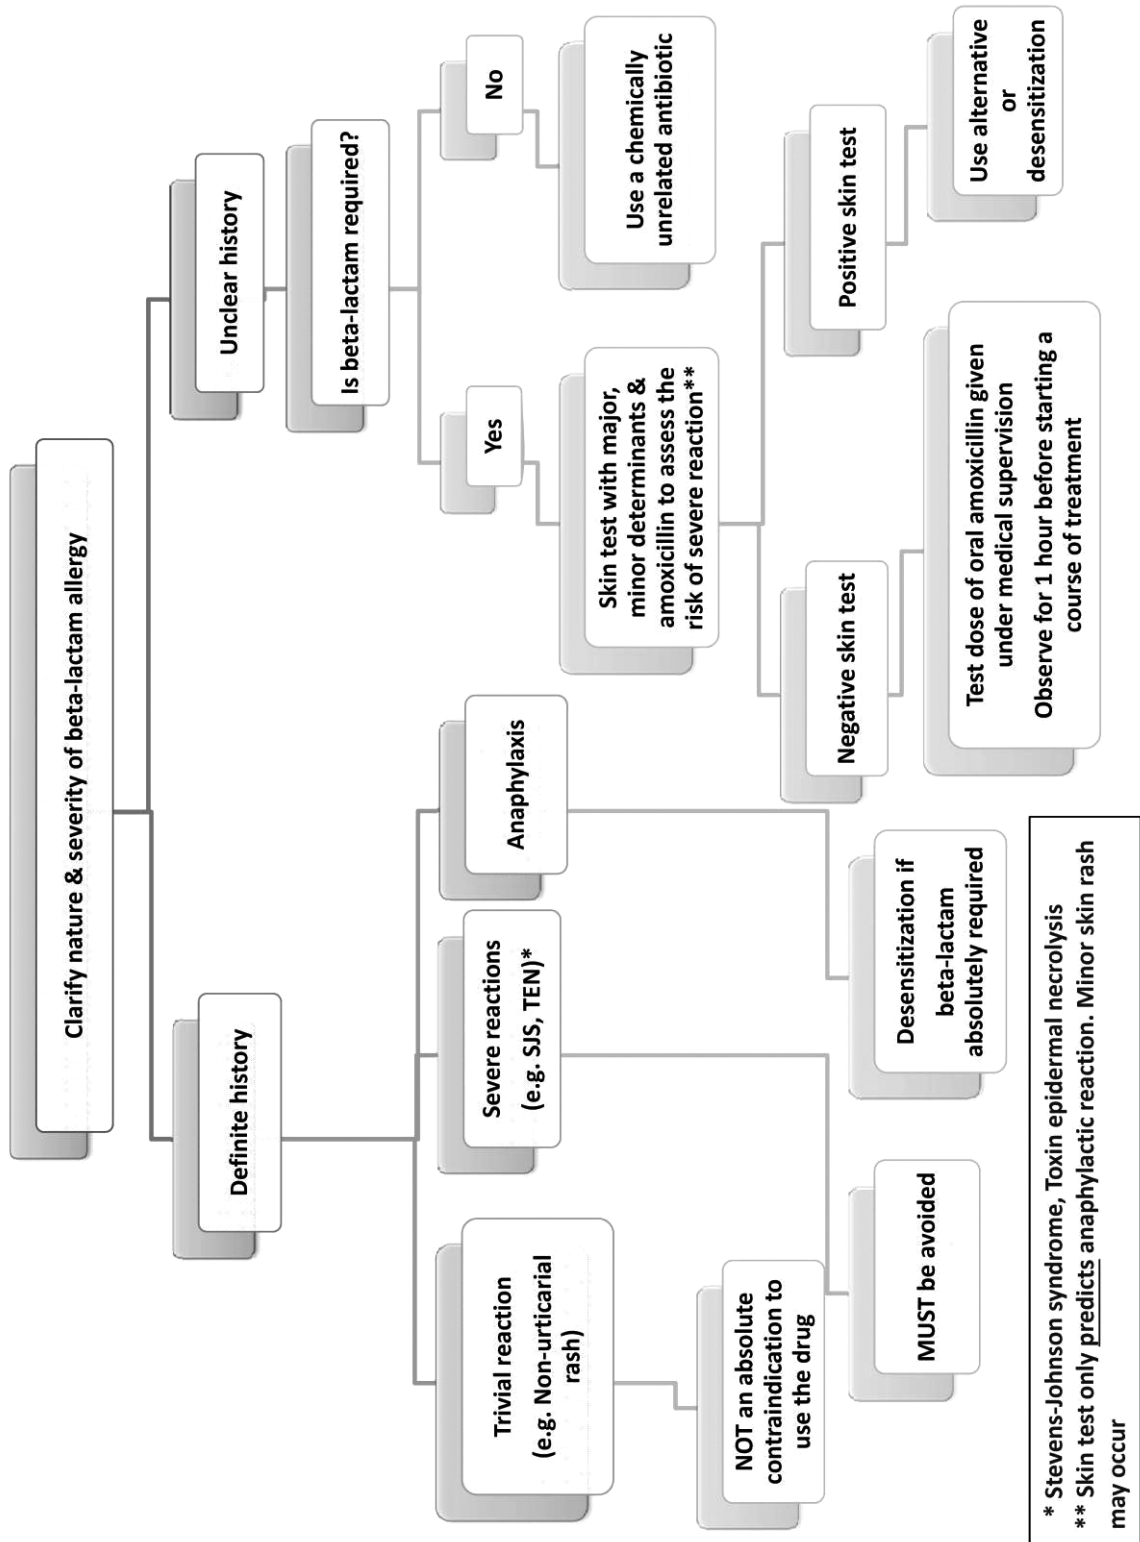 Clarify nature & severity of beta-lactam allergy
Definite history
Unclear history
Trivial reaction
(e.g. Non-urticarial
rash)
Severe reactions
(e.g. SJS, TEN)*
Anaphylaxis
NOT an absolute
contraindication to
use the drug
MUST be avoided
Desensitization if
beta-lactam
absolutely required
Is beta-lactam required?
Yes
No
Skin test with major,
minor determinants &
amoxicillin to assess the
risk of severe reaction**
Use a chemically
unrelated antibiotic
Negative skin test
Positive skin test
Test dose of oral amoxicillin given
under medical supervision
Observe for 1 hour before starting a
course of treatment
Use alternative
or
desensitization
* Stevens-Johnson syndrome, Toxin epidermal necrolysis
** Skin test only predicts anaphylactic reaction. Minor skin rash
may occur